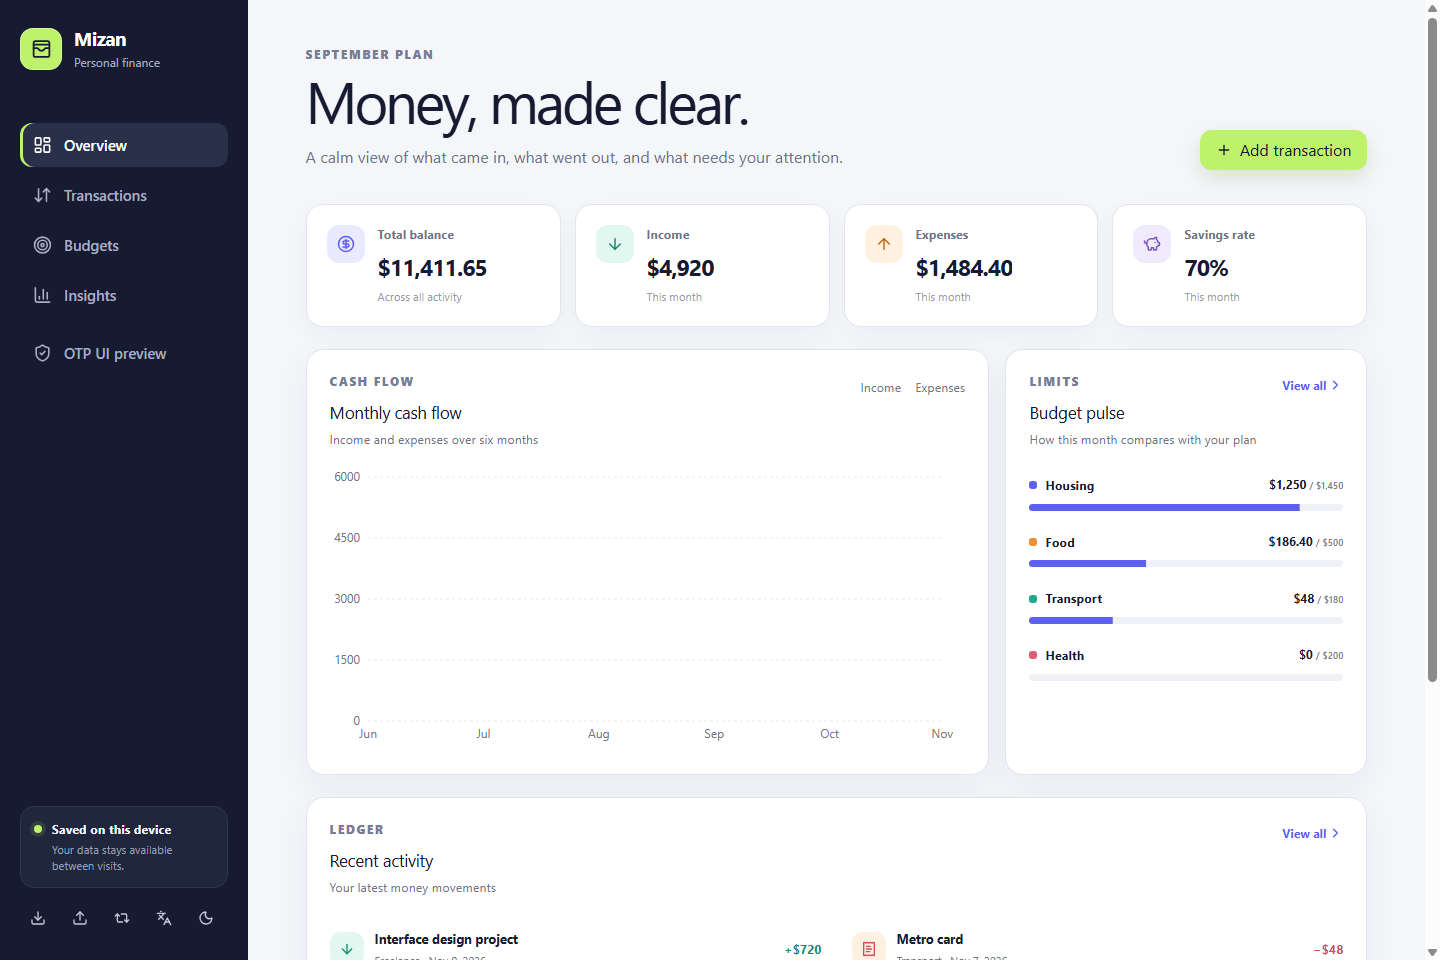 Mizan
Personal finance
Overview
Transactions
Budgets
Insights
OTP UI preview
Saved on this device
Your data stays available
between visits.
SEPTEMBER PLAN
Money, made clear.
A calm view of what came in, what went out, and what needs your attention.
+ Add transaction
Total balance
$11,411.65
Across all activity
Income
$4,920
This month
Expenses
$1,484.40
This month
Savings rate
70%
This month
CASH FLOW
Income Expenses
Monthly cash flow
Income and expenses over six months
6000
4500
3000
1500
0
Jun Jul Aug Sep Oct Nov
LIMITS
View all
Budget pulse
How this month compares with your plan
Housing $1,250 / $1,450
Food $186.40 / $500
Transport $48 / $180
Health $0 / $200
LEDGER
View all
Recent activity
Your latest money movements
Interface design project +$720
Metro card −$48